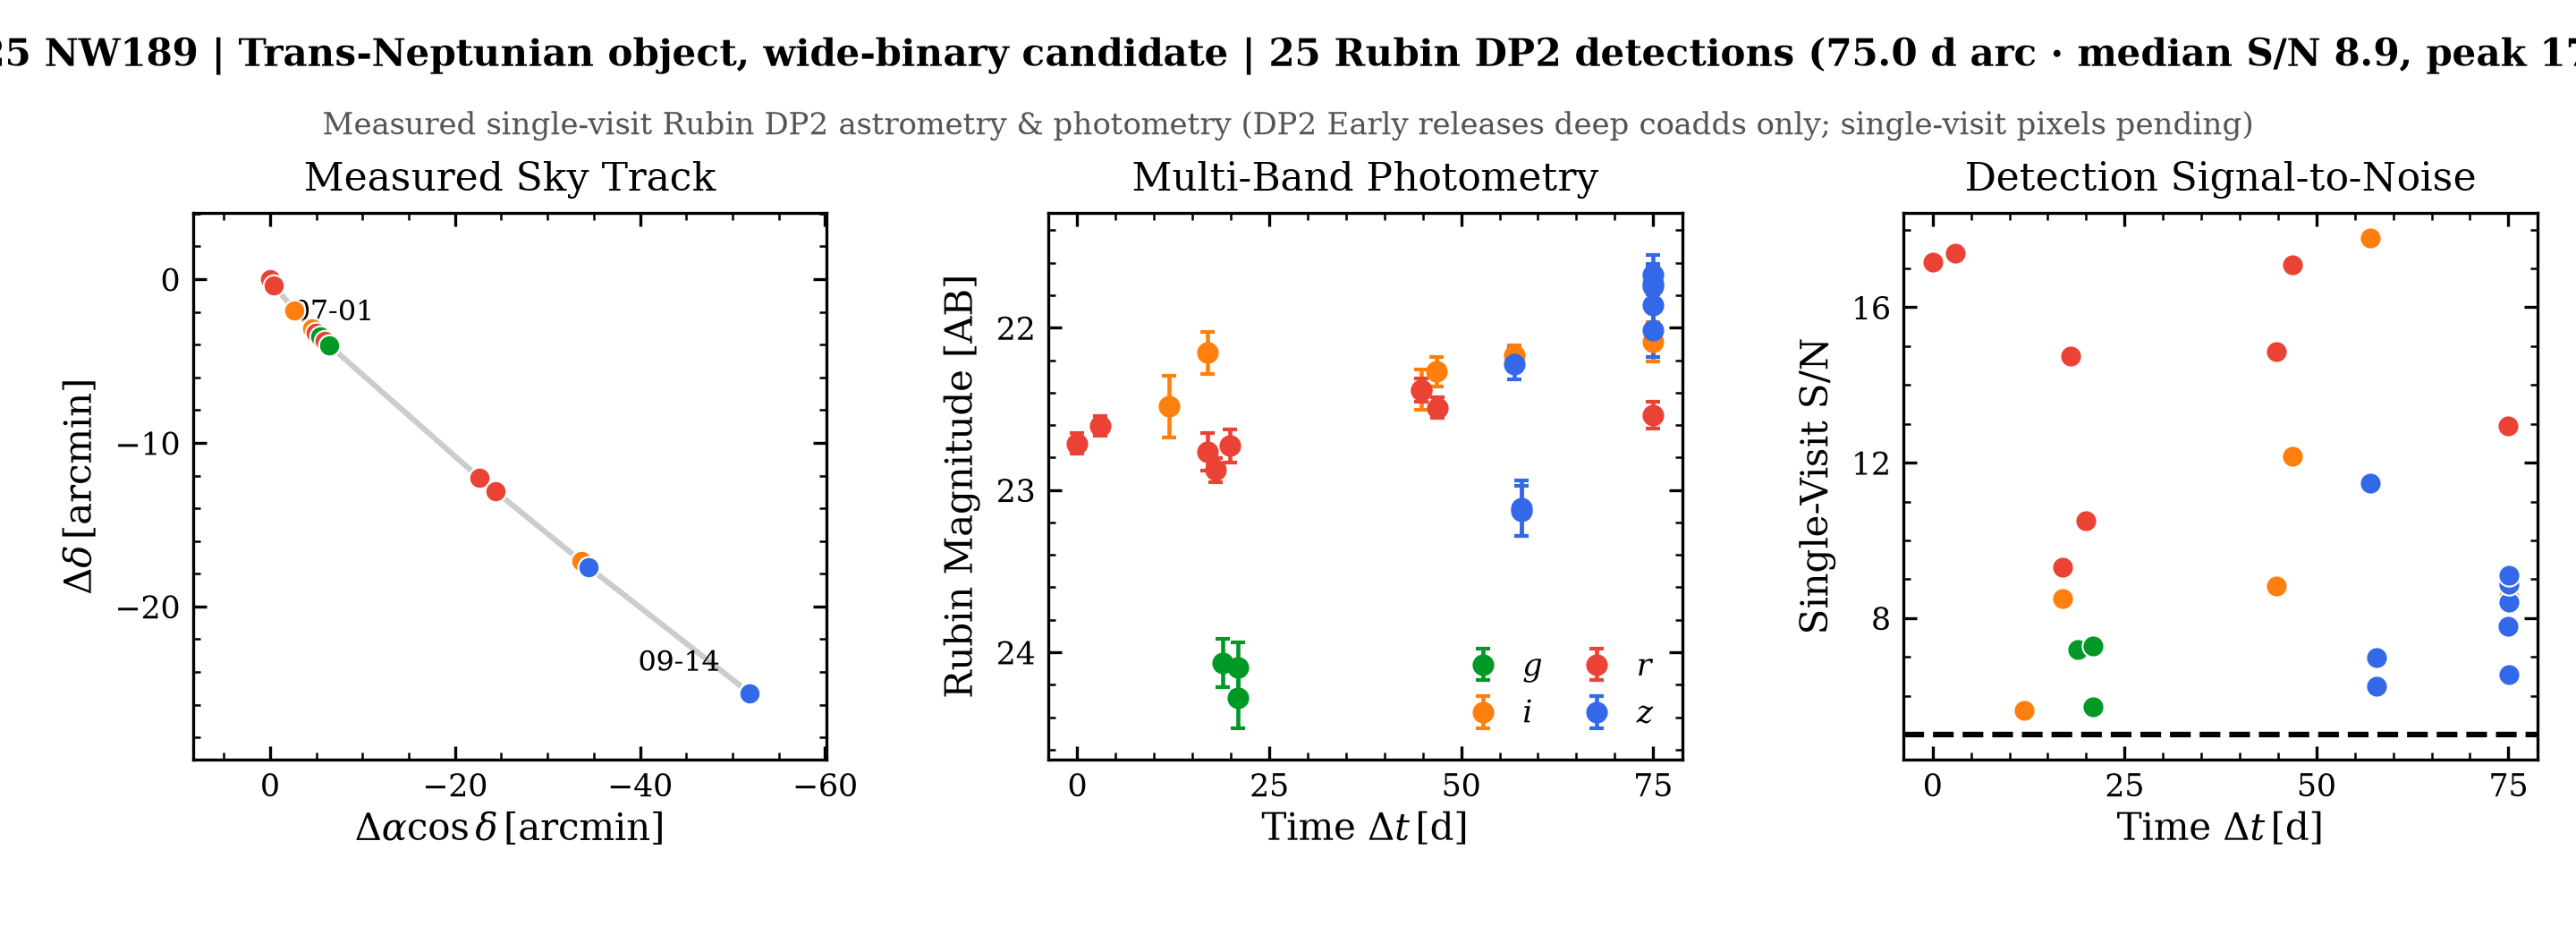 5 NW189 | Trans-Neptunian object, wide-binary candidate | 25 Rubin DP2 detections (75.0 d arc · median S/N 8.9, peak 17
Measured single-visit Rubin DP2 astrometry & photometry (DP2 Early releases deep coadds only; single-visit pixels pending)
Measured Sky Track
Δδ [arcmin]
0
−10
−20
07-01
09-14
0 −20 −40 −60
Δα cos δ [arcmin]
Multi-Band Photometry
Rubin Magnitude [AB]
22
23
24
g r
i z
0 25 50 75
Time Δt [d]
Detection Signal-to-Noise
Single-Visit S/N
16
12
8
0 25 50 75
Time Δt [d]